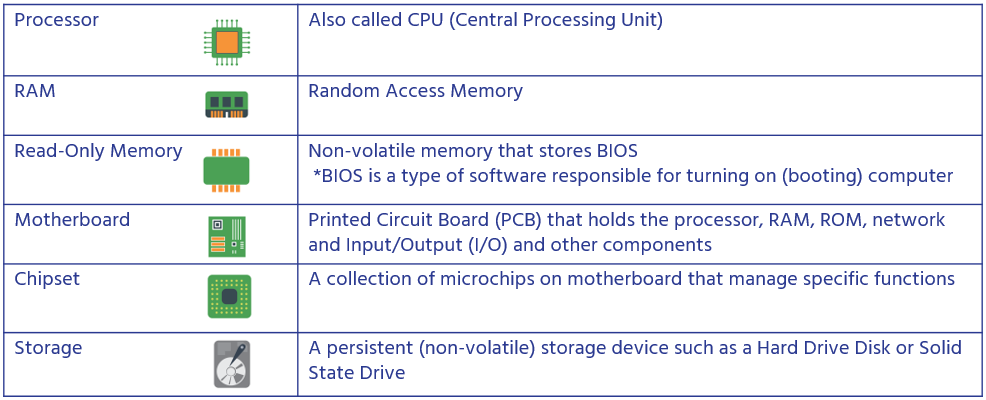 Processor
Also called CPU (Central Processing Unit)
RAM
Random Access Memory
Read-Only Memory
Non-volatile memory that stores BIOS
*BIOS is a type of software responsible for turning on (booting) computer
Motherboard
Printed Circuit Board (PCB) that holds the processor, RAM, ROM, network
and Input/Output (I/O) and other components
Chipset
A collection of microchips on motherboard that manage specific functions
Storage
A persistent (non-volatile) storage device such as a Hard Drive Disk or Solid
State Drive